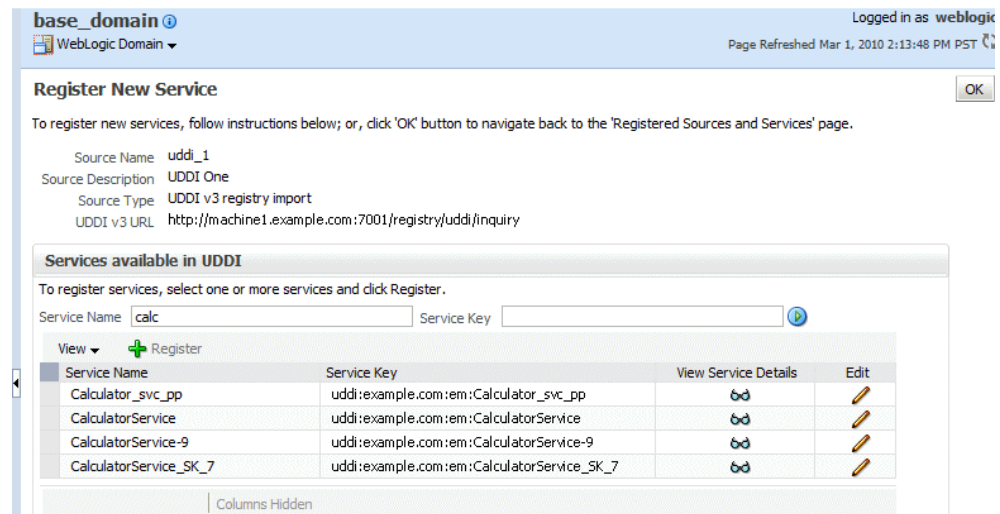 base_domain
Logged in as weblogic
WebLogic Domain
Page Refreshed Mar 1, 2010 2:13:48 PM PST
Register New Service
OK
To register new services, follow instructions below; or, click 'OK' button to navigate back to the 'Registered Sources and Services' page.
Source Name uddi_1
Source Description UDDI One
Source Type UDDI v3 registry import
UDDI v3 URL http://machine1.example.com:7001/registry/uddi/inquiry
Services available in UDDI
To register services, select one or more services and click Register.
Service Name calc Service Key
View Register
Service Name Service Key View Service Details Edit
Calculator_svc_pp uddi:example.com:em:Calculator_svc_pp
CalculatorService uddi:example.com:em:CalculatorService
CalculatorService-9 uddi:example.com:em:CalculatorService-9
CalculatorService_SK_7 uddi:example.com:em:CalculatorService_SK_7
Columns Hidden